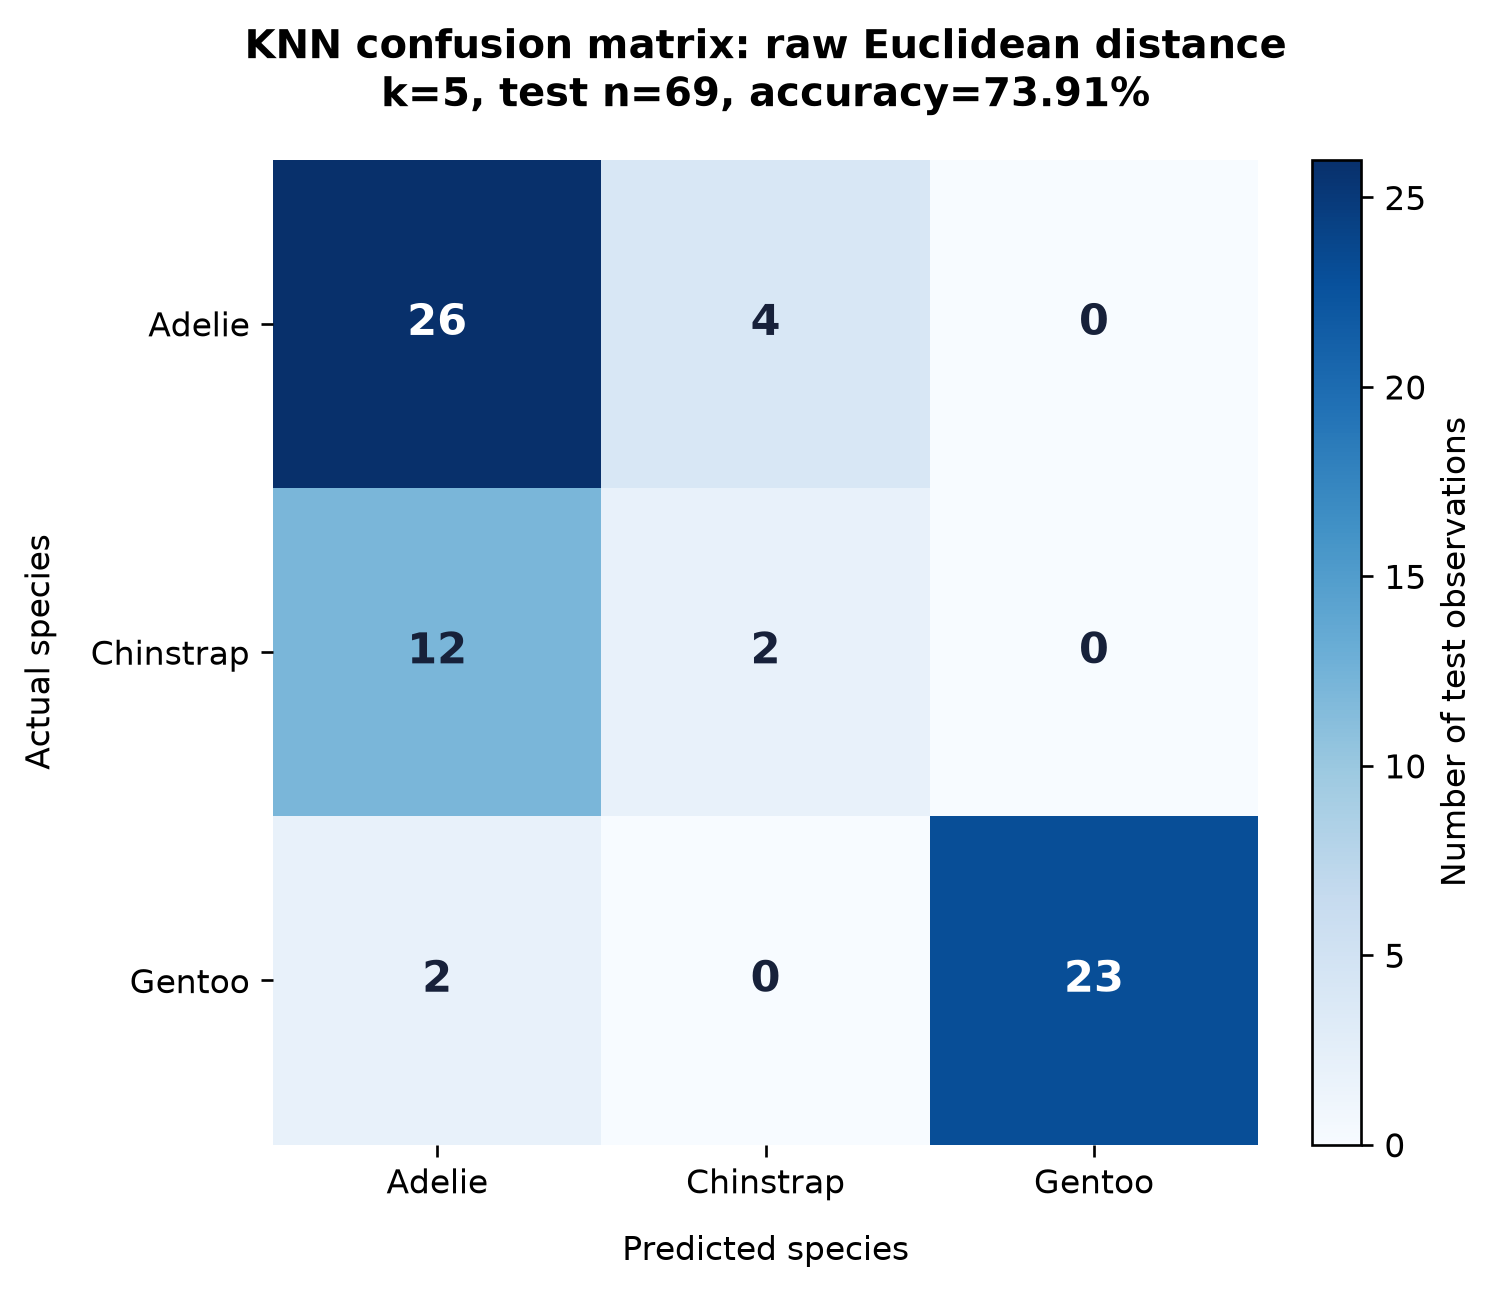 KNN confusion matrix: raw Euclidean distance
k=5, test n=69, accuracy=73.91%
Actual species
Adelie
26
4
0
Chinstrap
12
2
0
Gentoo
2
0
23
Adelie
Chinstrap
Gentoo
Predicted species
25
20
15
10
5
0
Number of test observations